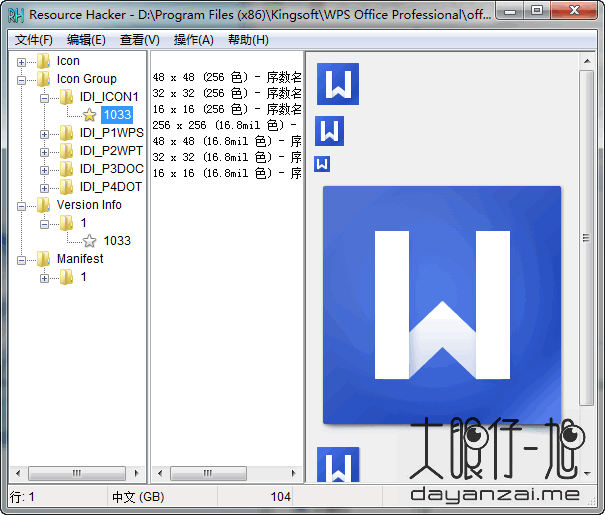 Resource Hacker - D:\Program Files (x86)\Kingsoft\WPS Office Professional\off...
文件(F) 编辑(E) 查看(V) 操作(A) 帮助(H)
Icon
Icon Group
IDI_ICON1
1033
IDI_P1WPS
IDI_P2WPT
IDI_P3DOC
IDI_P4DOT
Version Info
1
1033
Manifest
1
48 x 48 (256 色) - 序数名
32 x 32 (256 色) - 序数名
16 x 16 (256 色) - 序数名
256 x 256 (16.8mil 色) -
48 x 48 (16.8mil 色) - 序
32 x 32 (16.8mil 色) - 序
16 x 16 (16.8mil 色) - 序
大眼仔~旭
dayanzai.me
行: 1 中文 (GB) 104